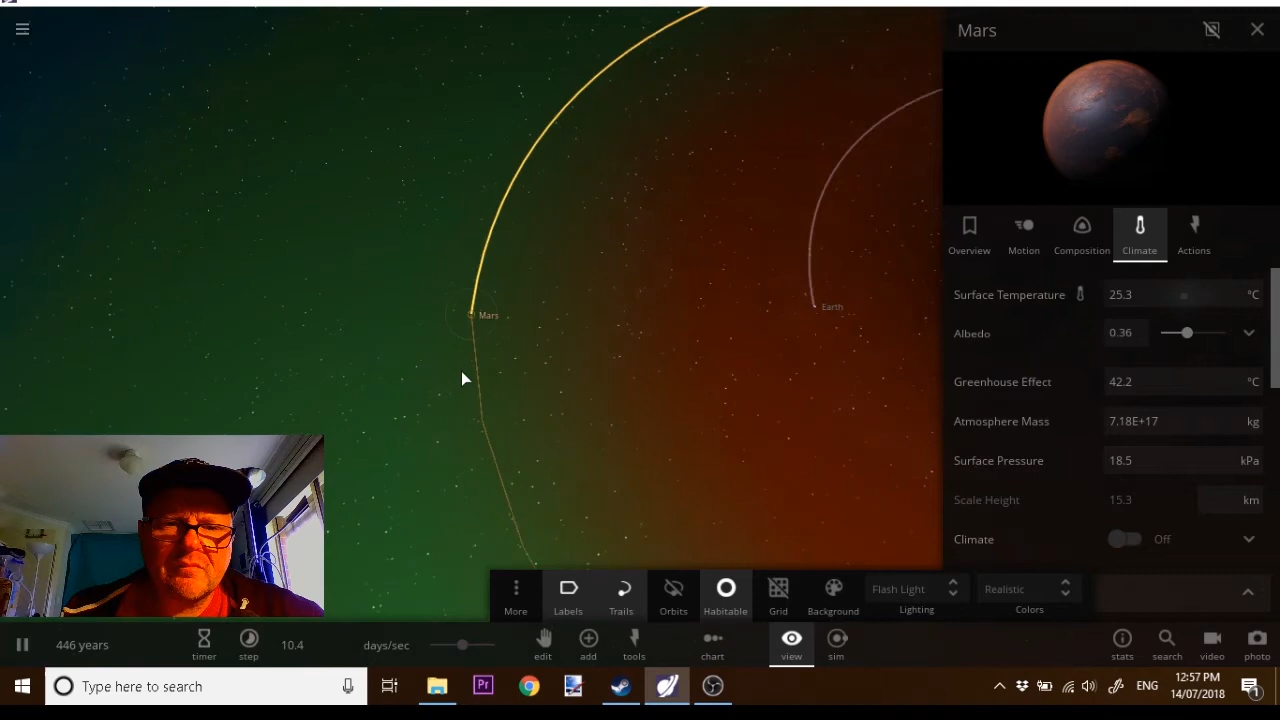 Mars
Overview
Motion
Composition
Climate
Actions
Surface Temperature 25.3 °C
Albedo 0.36
Greenhouse Effect 42.2 °C
Atmosphere Mass 7.18E+17 kg
Surface Pressure 18.5 kPa
Scale Height 15.3 km
Climate Off
Mars
Earth
More
Labels
Trails
Orbits
Habitable
Grid
Background
Flash Light
Lighting
Realistic
Colors
446 years
timer
step
10.4 days/sec
edit
add
tools
chart
view
sim
stats
search
video
photo
Type here to search
Pr
ENG
12:57 PM
14/07/2018
1